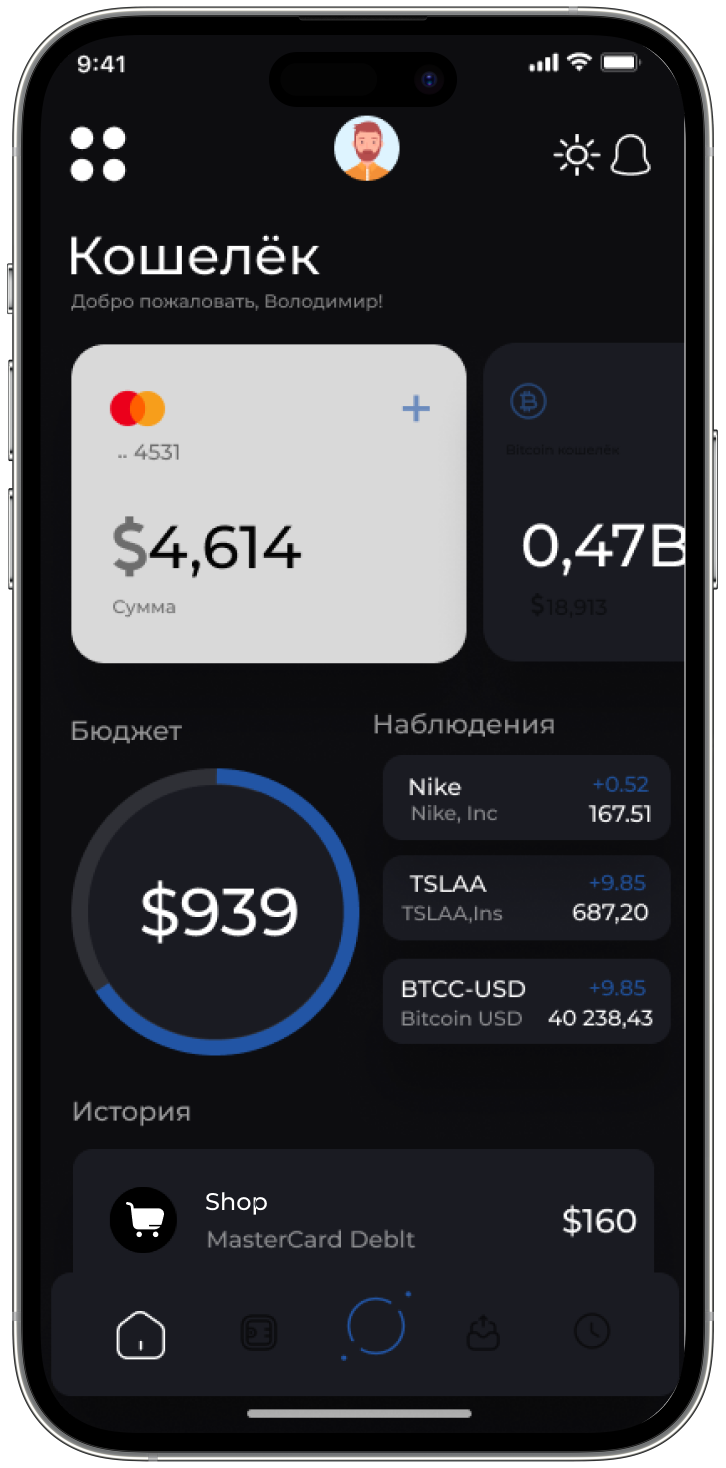 9:41
Кошелёк
Добро пожаловать, Володимир!
.. 4531
$4,614
Сумма
Bitcoin кошелёк
0,47B
$18,913
Бюджет
$939
Наблюдения
Nike +0.52
Nike, Inc 167.51
TSLAA +9.85
TSLAA,Ins 687,20
BTCC-USD +9.85
Bitcoin USD 40 238,43
История
Shop
MasterCard Deblt
$160